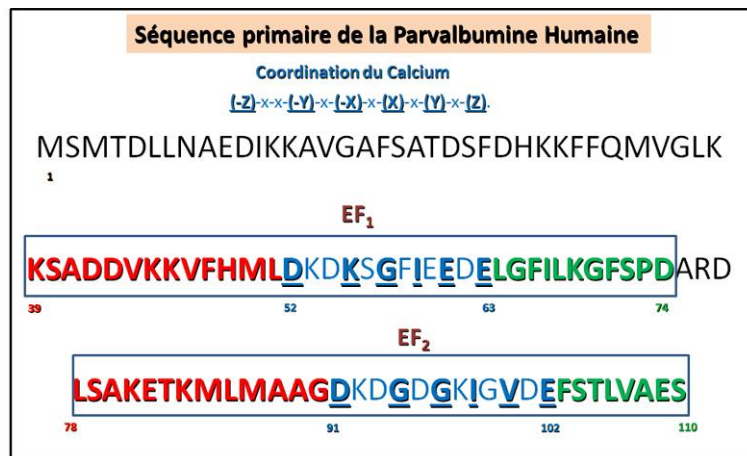 Séquence primaire de la Parvalbumine Humaine
Coordination du Calcium
(-Z)-x-x-(-Y)-x-(-X)-x-(X)-x-(Y)-x-(Z).
MSMTDLLNAEDIKKAVGAFSATDSFDHKKFFQMVGLK
1
EF1
KSADDVKKVFHMLDKDKSGFIEEDELGFILKGFSPDARD
39 52 63 74
EF2
LSAKETKMLMAAGDKDGDGKIGVDEFSTLVAES
78 91 102 110